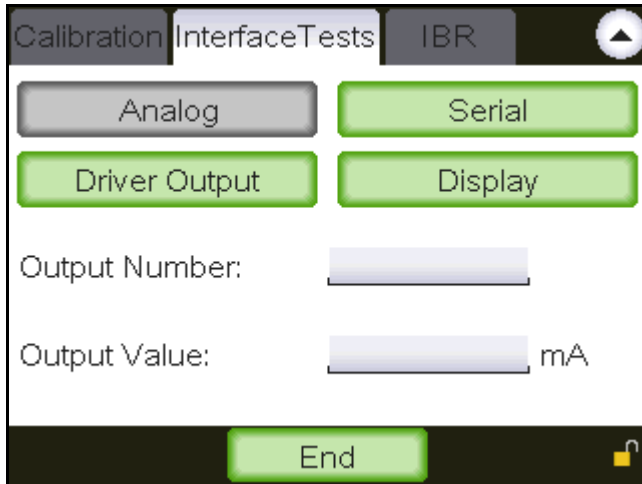 Calibration InterfaceTests IBR
Analog Serial
Driver Output Display
Output Number:
Output Value: mA
End